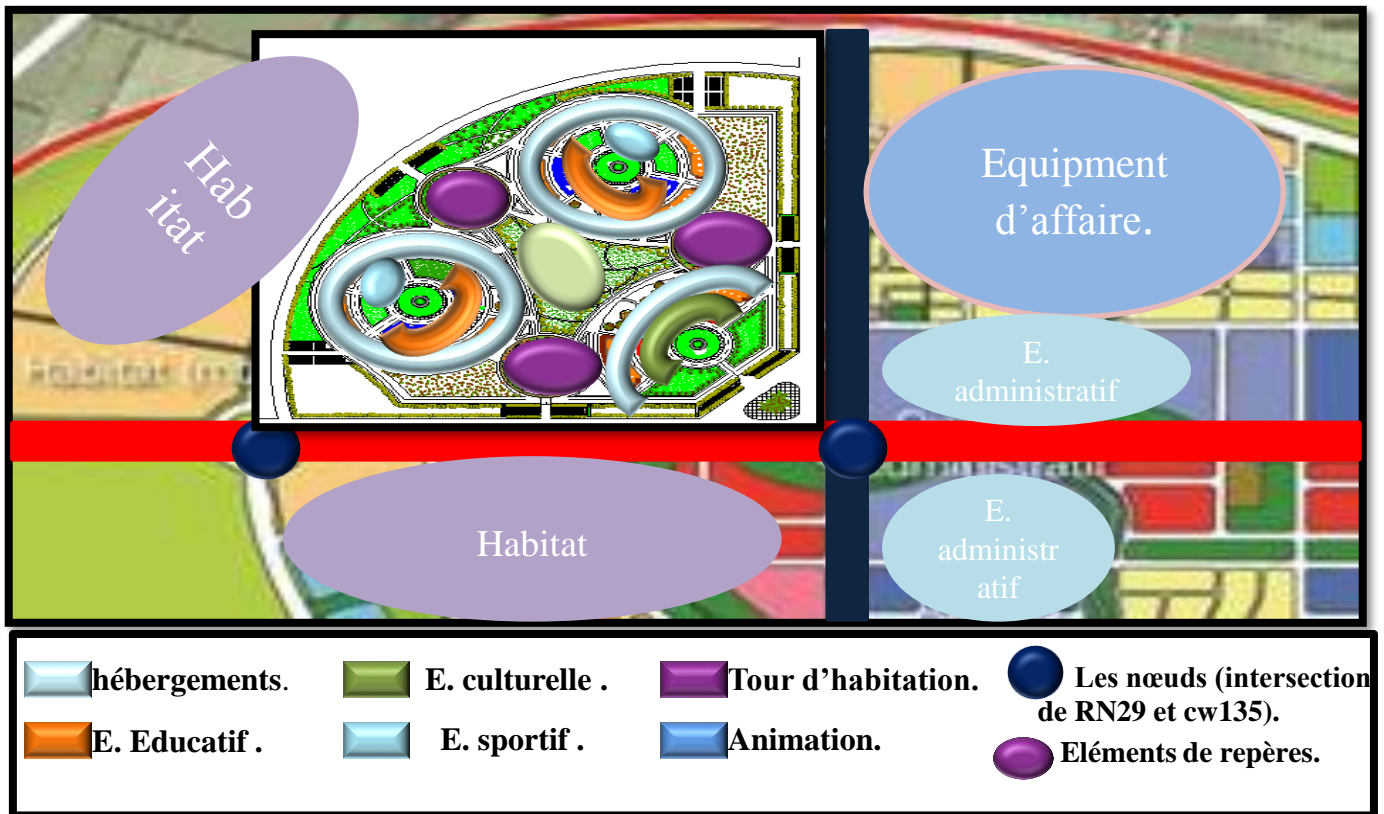 Hab
itat
Equipment
d’affaire.
E.
administratif
Habitat
E.
administr
atif
hébergements.
E. culturelle .
Tour d’habitation.
Les nœuds (intersection
de RN29 et cw135).
E. Educatif .
E. sportif .
Animation.
Eléments de repères.